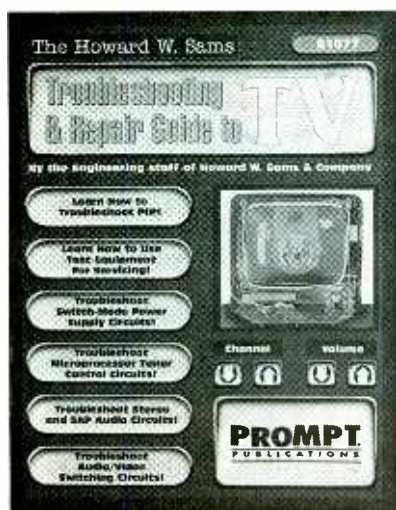 The Howard W. Sams
61077
Troubleshooting
& Repair Guide to
TV
By the Engineering Staff of Howard W. Sams & Company
Learn How to
Troubleshoot PIP!
Learn How to Use
Test Equipment
For Servicing!
Troubleshoot
Switch-Mode Power
Supply Circuits!
Troubleshoot
Microprocessor Tuner
Control Circuits!
Troubleshoot Stereo
and SAP Audio Circuits!
Troubleshoot
Audio/Video
Switching Circuits!
Channel
Volume
PROMPT
PUBLICATIONS